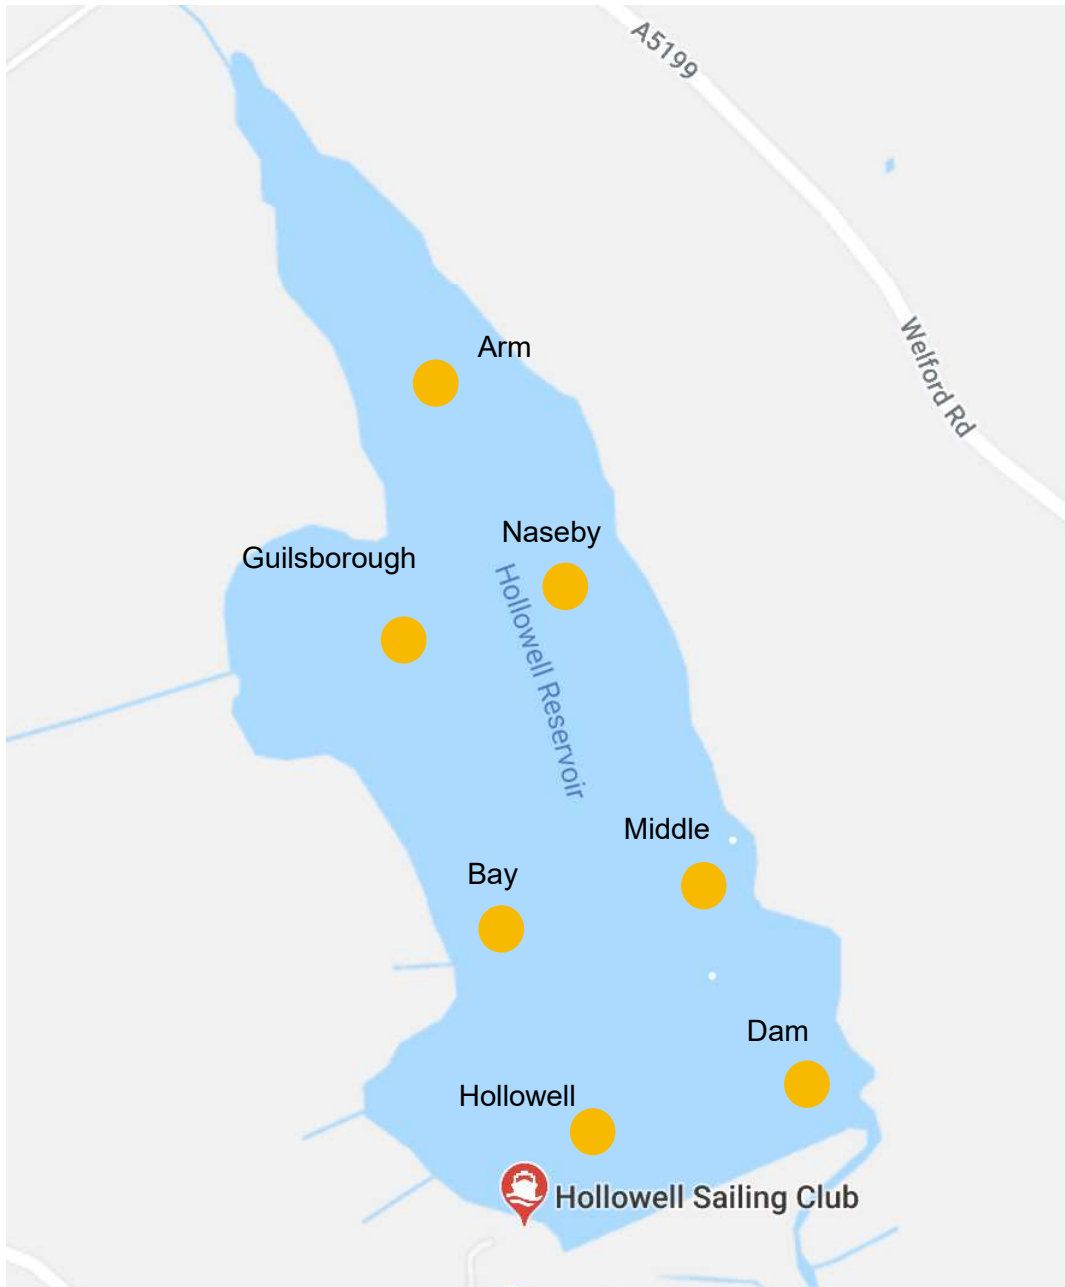 A5199
Welford Rd
Arm
Naseby
Guilsborough
Hollowell Reservoir
Middle
Bay
Dam
Hollowell
Hollowell Sailing Club